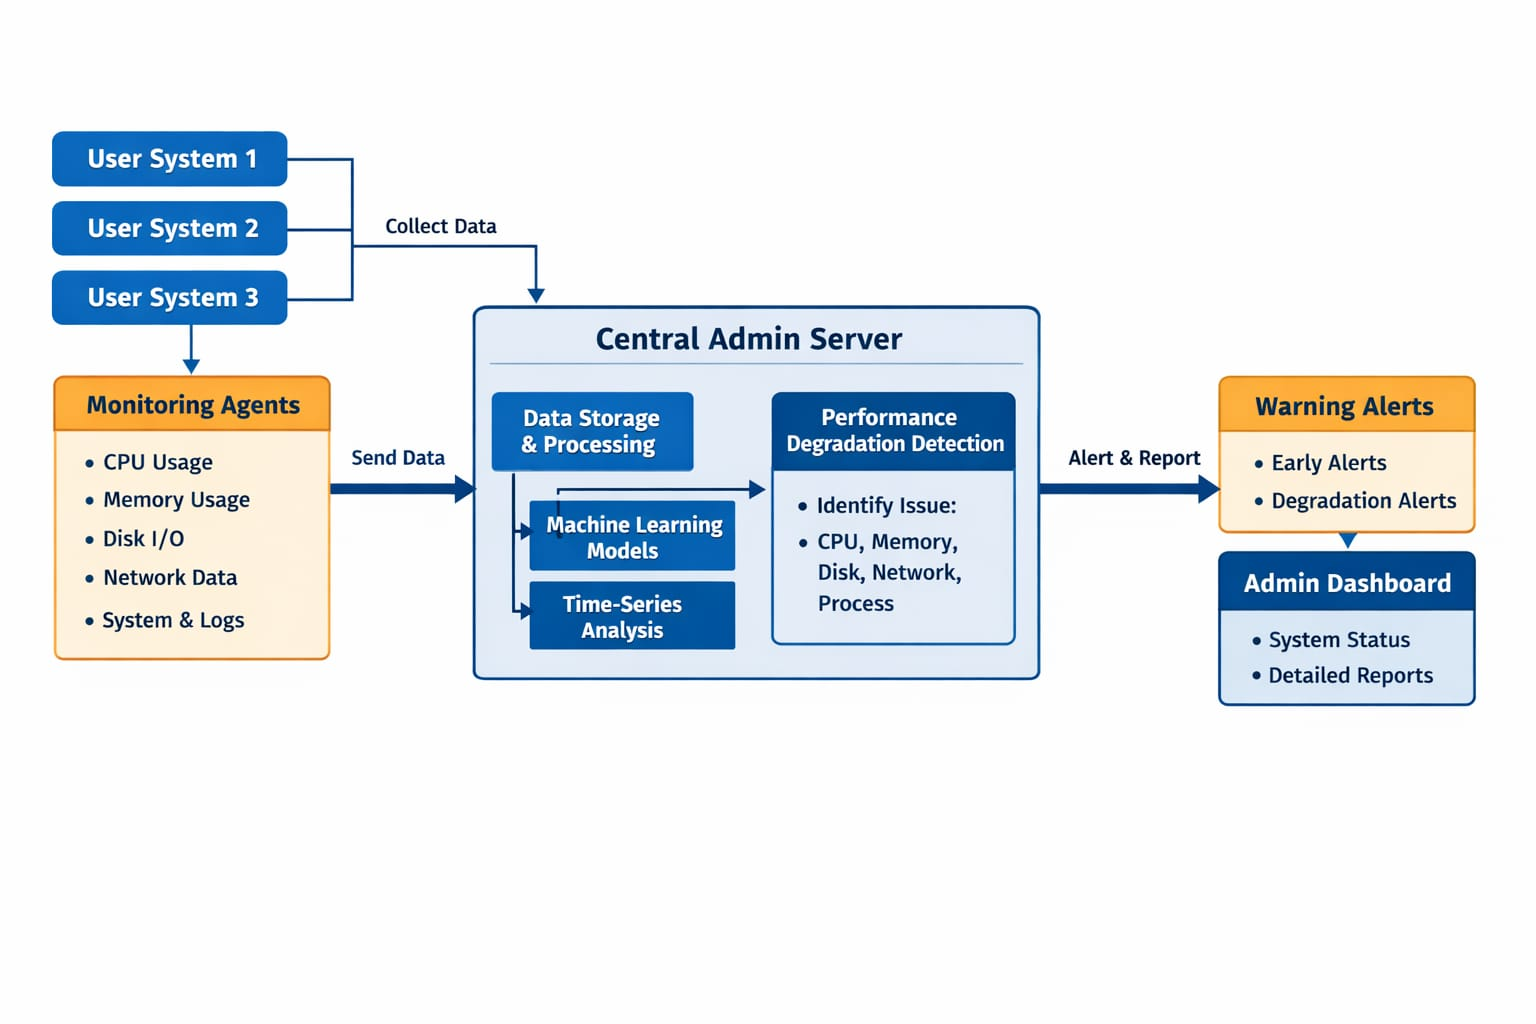 User System 1
User System 2
User System 3
Collect Data
Monitoring Agents
• CPU Usage
• Memory Usage
• Disk I/O
• Network Data
• System & Logs
Send Data
Central Admin Server
Data Storage
& Processing
Machine Learning
Models
Time-Series
Analysis
Performance
Degradation Detection
• Identify Issue:
• CPU, Memory,
Disk, Network,
Process
Alert & Report
Warning Alerts
• Early Alerts
• Degradation Alerts
Admin Dashboard
• System Status
• Detailed Reports